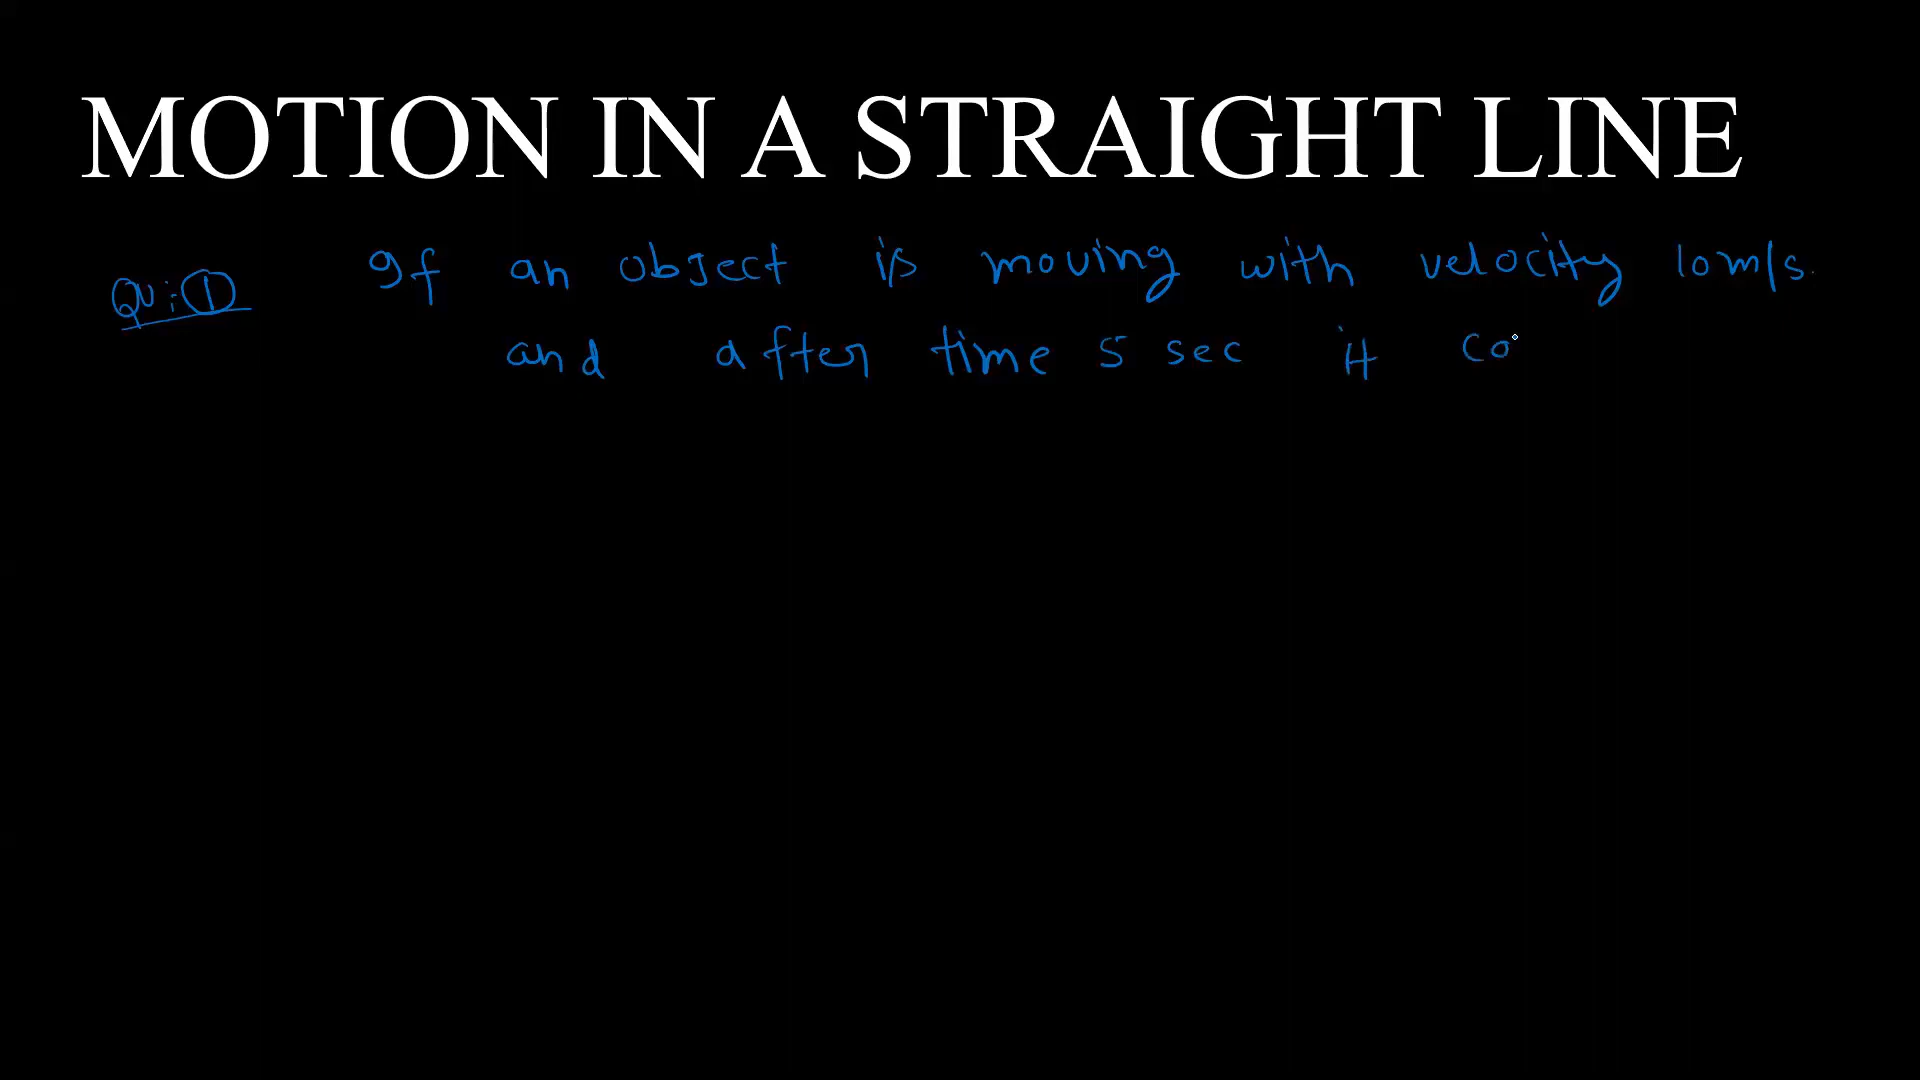 MOTION IN A STRAIGHT LINE
Qu:① If an object is moving with velocity 10m/s.
and after time 5 sec it co